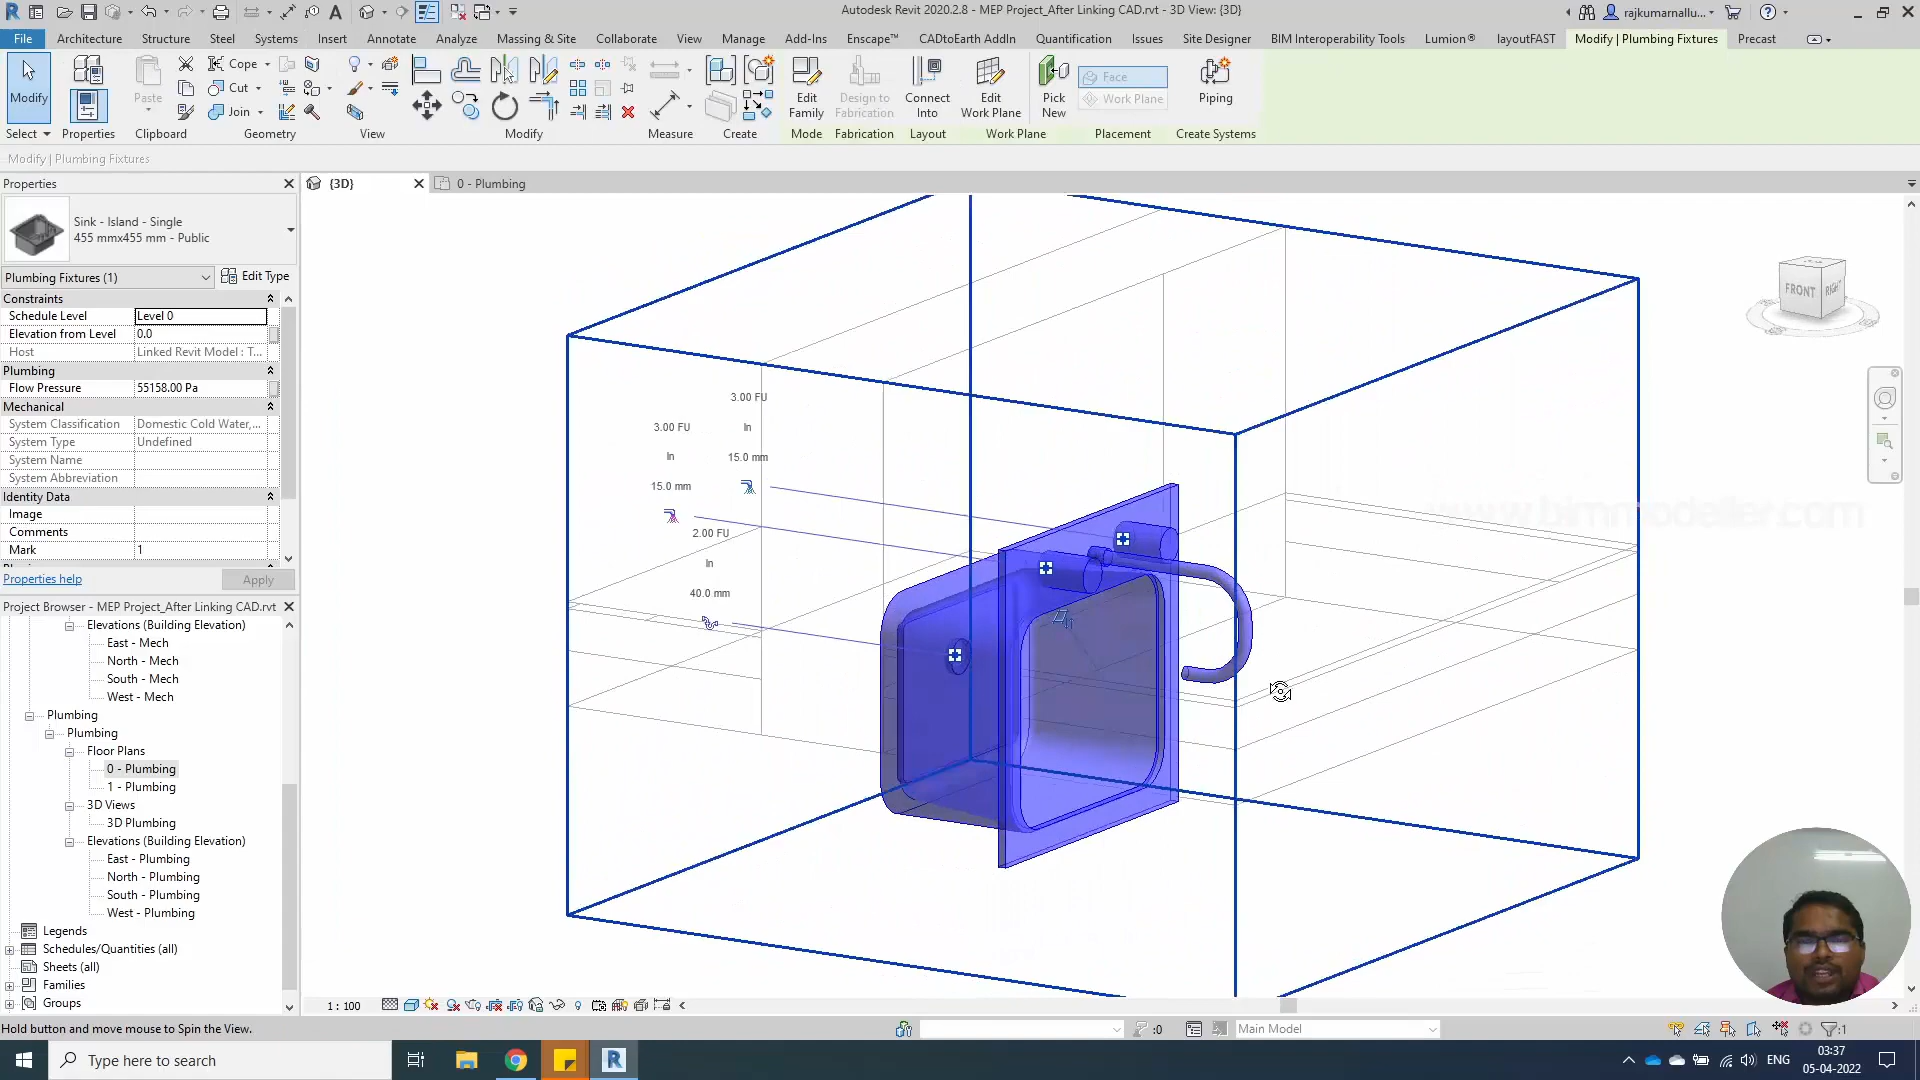 Autodesk Revit 2020.2.8 - MEP Project_After Linking CAD.rvt - 3D View: {3D}
rajkumarnallu...
File Architecture Structure Steel Systems Insert Annotate Analyze Massing & Site Collaborate View Manage Add-Ins Enscape™ CADtoEarth AddIn Quantification Issues Site Designer BIM Interoperability Tools Lumion® layoutFAST Modify | Plumbing Fixtures Precast
Modify
Paste
Cope
Cut
Join
Edit Family
Design to Fabrication
Connect Into
Edit Work Plane
Pick New
Face
Work Plane
Piping
Select Properties Clipboard Geometry View Modify Measure Create Mode Fabrication Layout Work Plane Placement Create Systems
Modify | Plumbing Fixtures
Properties
{3D}
0 - Plumbing
Sink - Island - Single
455 mmx455 mm - Public
Plumbing Fixtures (1)
Edit Type
Constraints
Schedule Level Level 0
Elevation from Level 0.0
Host Linked Revit Model : T...
Plumbing
Flow Pressure 55158.00 Pa
Mechanical
System Classification Domestic Cold Water,...
System Type Undefined
System Name
System Abbreviation
Identity Data
Image
Comments
Mark 1
Properties help
Apply
Project Browser - MEP Project_After Linking CAD.rvt
Elevations (Building Elevation)
East - Mech
North - Mech
South - Mech
West - Mech
Plumbing
Plumbing
Floor Plans
0 - Plumbing
1 - Plumbing
3D Views
3D Plumbing
Elevations (Building Elevation)
East - Plumbing
North - Plumbing
South - Plumbing
West - Plumbing
Legends
Schedules/Quantities (all)
Sheets (all)
Families
Groups
3.00 FU
3.00 FU
In
In
15.0 mm
15.0 mm
2.00 FU
In
40.0 mm
FRONT
RIGHT
www.bimmodeller.com
1 : 100
Hold button and move mouse to Spin the View.
:0
Main Model
:1
Type here to search
ENG
03:37
05-04-2022